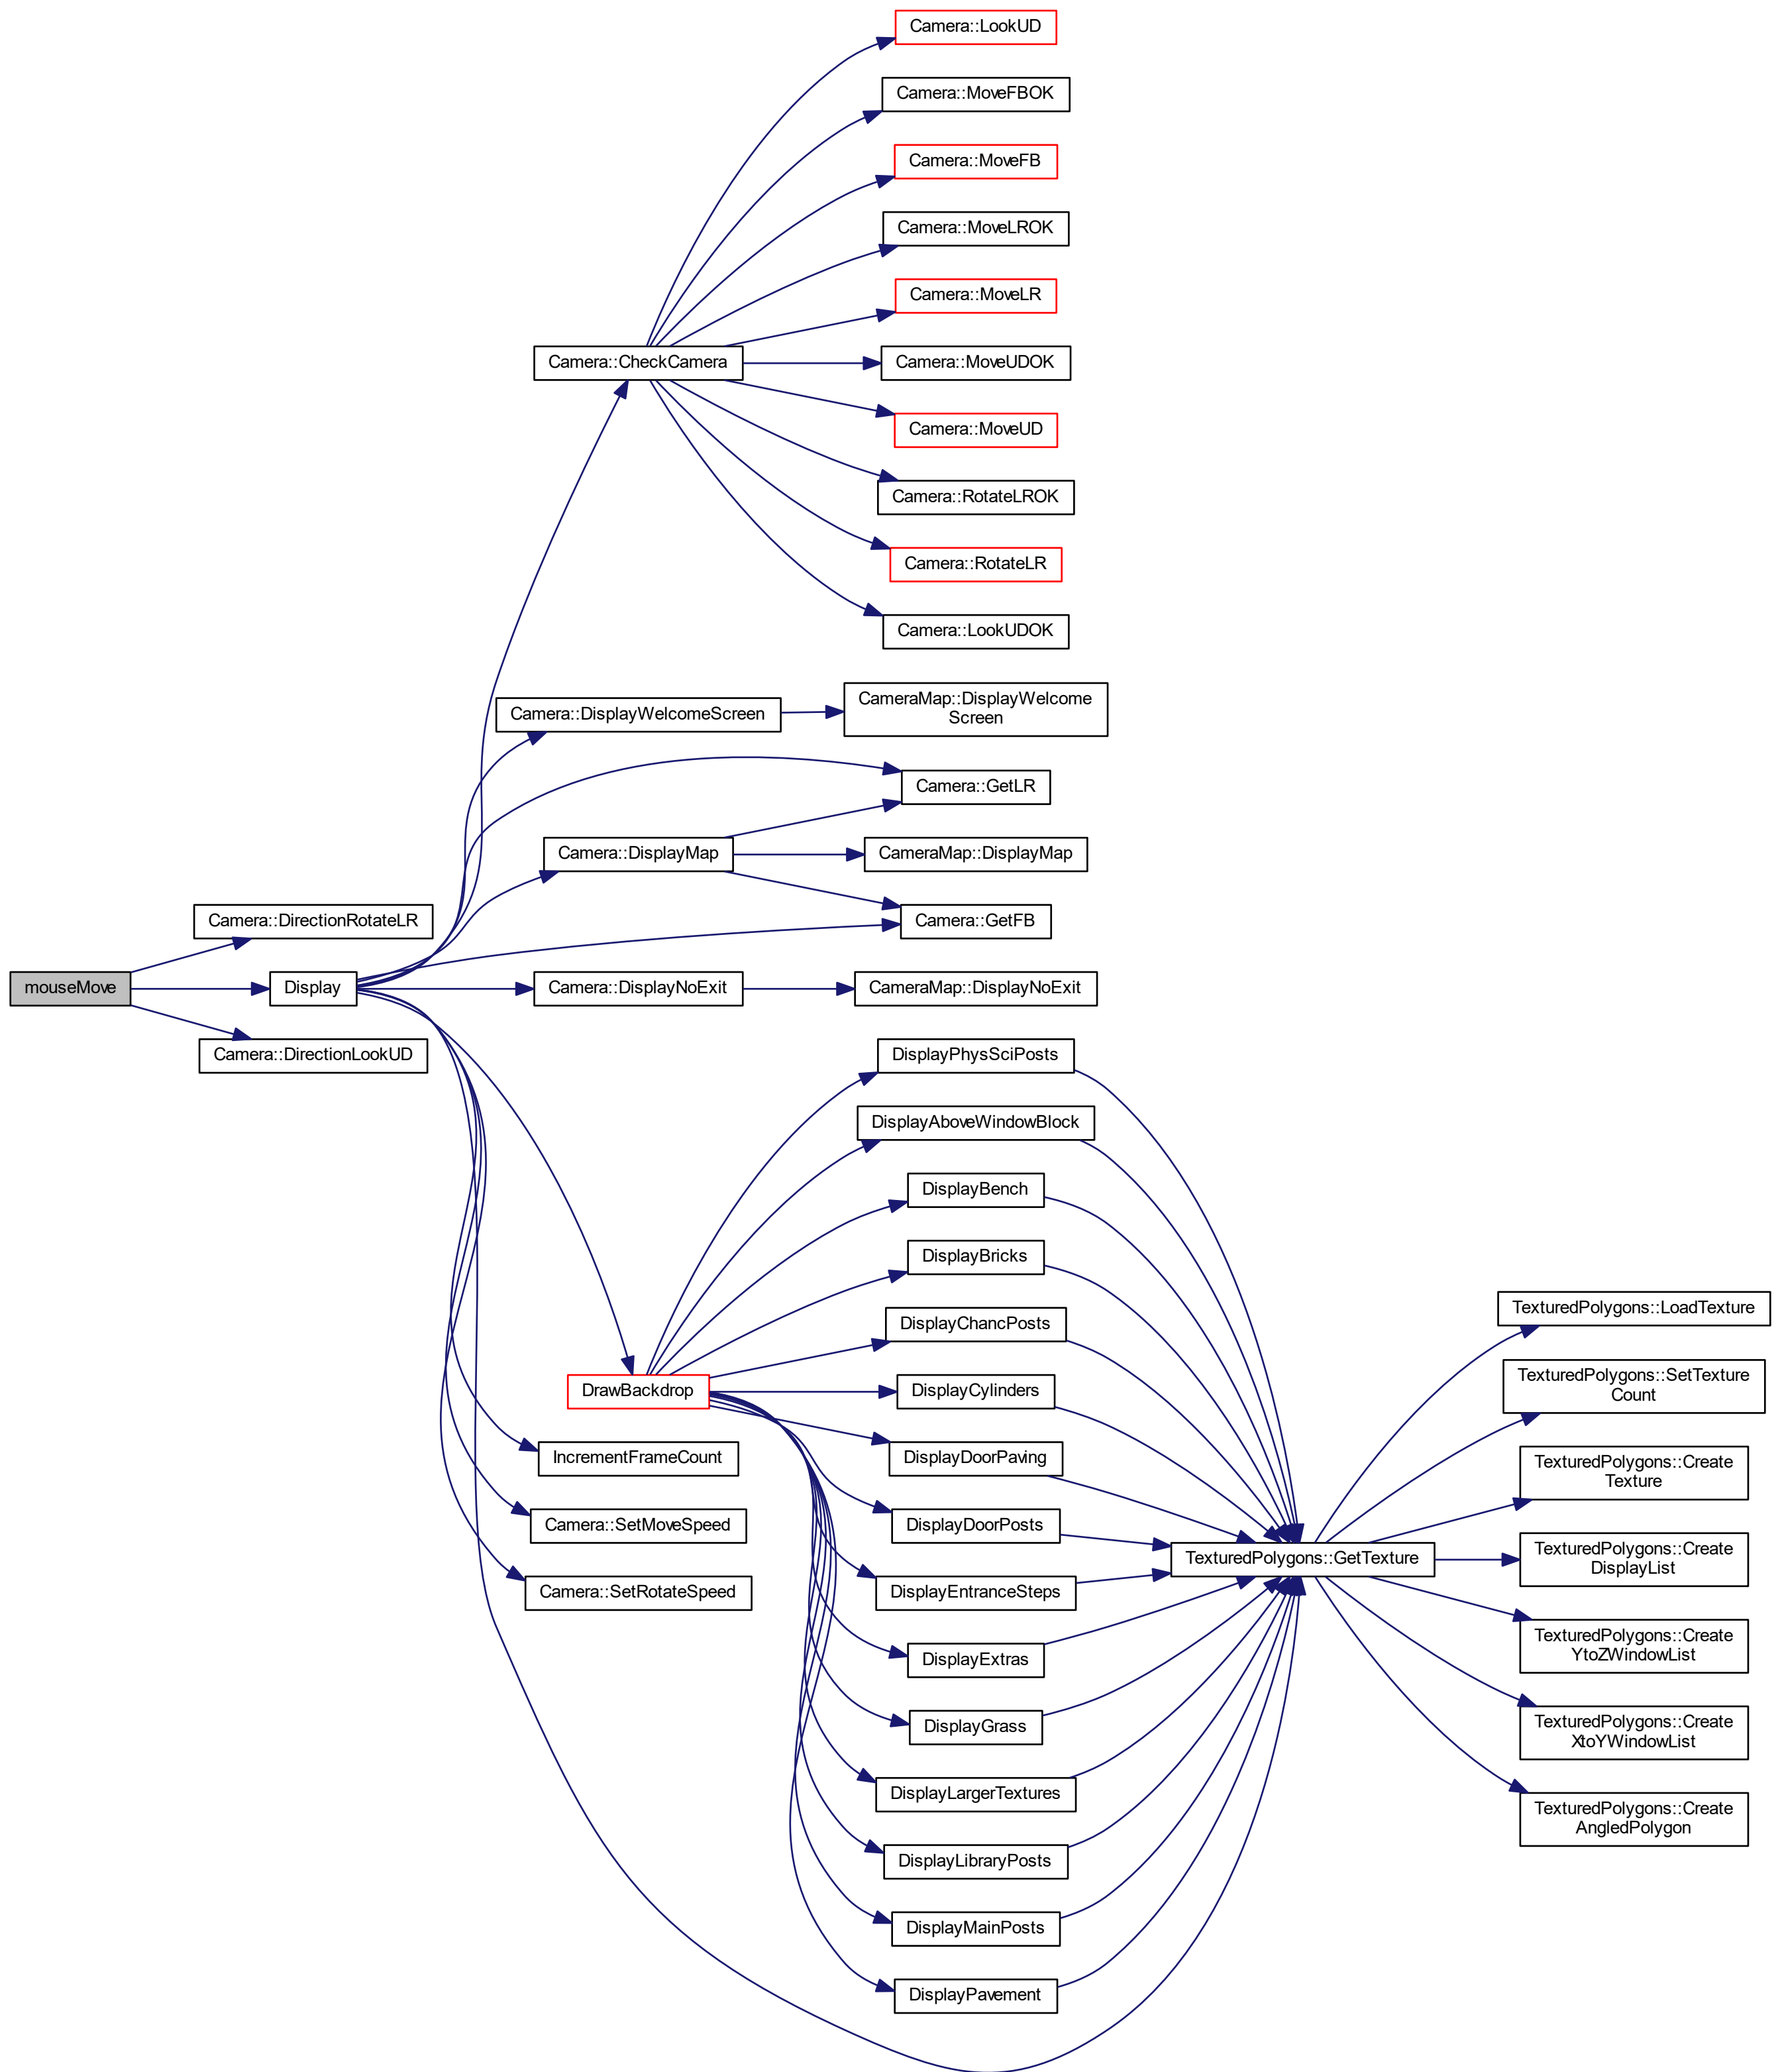 Camera::LookUD
Camera::MoveFBOK
Camera::MoveFB
Camera::MoveLROK
Camera::MoveLR
Camera::CheckCamera
Camera::MoveUDOK
Camera::MoveUD
Camera::RotateLROK
Camera::RotateLR
Camera::LookUDOK
Camera::DisplayWelcomeScreen
CameraMap::DisplayWelcome
Screen
Camera::GetLR
Camera::DisplayMap
CameraMap::DisplayMap
Camera::DirectionRotateLR
Camera::GetFB
mouseMove
Display
Camera::DisplayNoExit
CameraMap::DisplayNoExit
Camera::DirectionLookUD
DisplayPhysSciPosts
DisplayAboveWindowBlock
DisplayBench
DisplayBricks
TexturedPolygons::LoadTexture
DisplayChancPosts
DrawBackdrop
DisplayCylinders
TexturedPolygons::SetTexture
Count
IncrementFrameCount
DisplayDoorPaving
TexturedPolygons::Create
Texture
Camera::SetMoveSpeed
DisplayDoorPosts
TexturedPolygons::GetTexture
TexturedPolygons::Create
DisplayList
Camera::SetRotateSpeed
DisplayEntranceSteps
TexturedPolygons::Create
YtoZWindowList
DisplayExtras
DisplayGrass
TexturedPolygons::Create
XtoYWindowList
DisplayLargerTextures
TexturedPolygons::Create
AngledPolygon
DisplayLibraryPosts
DisplayMainPosts
DisplayPavement